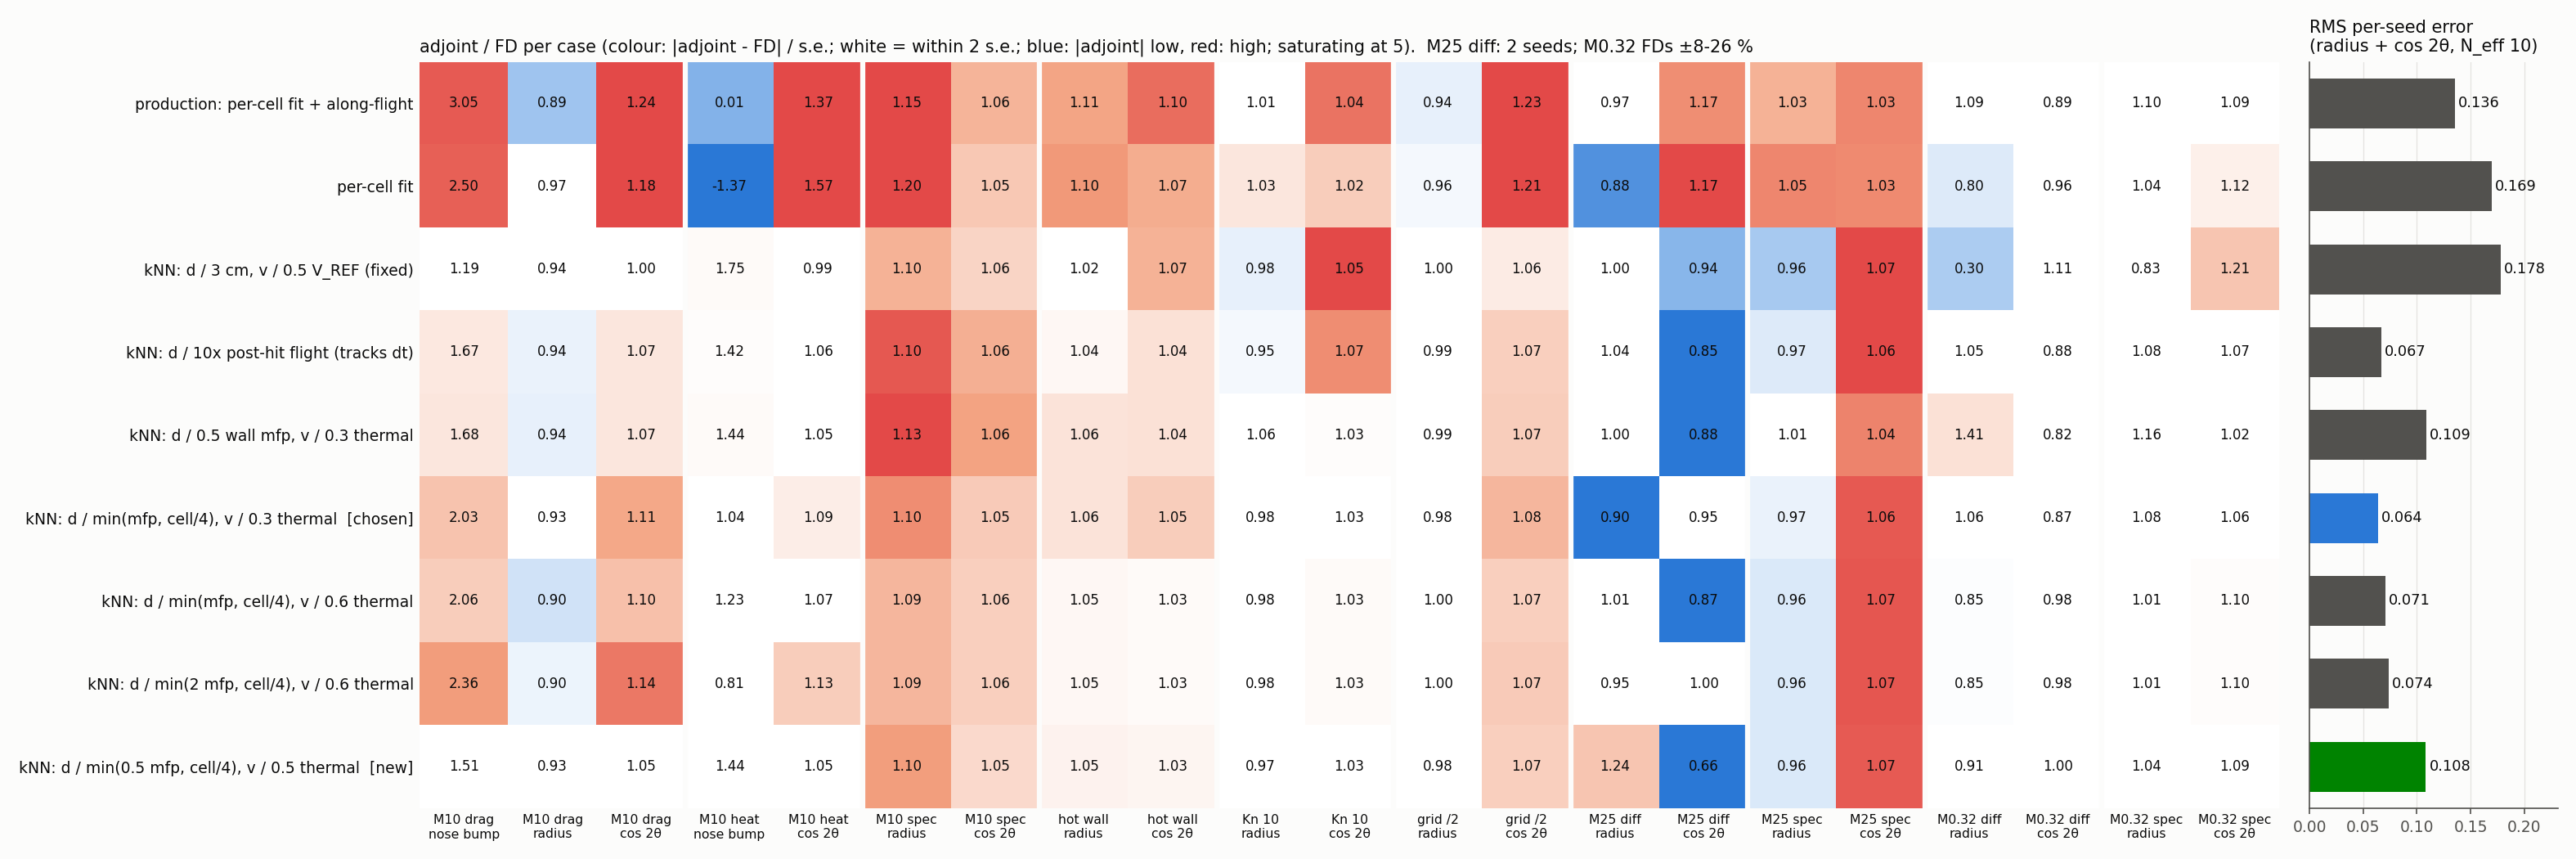 adjoint / FD per case (colour: |adjoint - FD| / s.e.; white = within 2 s.e.; blue: |adjoint| low, red: high; saturating at 5).  M25 diff: 2 seeds; M0.32 FDs ±8-26 %
RMS per-seed error
(radius + cos 2θ, N_eff 10)
production: per-cell fit + along-flight 3.05 0.89 1.24 0.01 1.37 1.15 1.06 1.11 1.10 1.01 1.04 0.94 1.23 0.97 1.17 1.03 1.03 1.09 0.89 1.10 1.09 0.136
per-cell fit 2.50 0.97 1.18 -1.37 1.57 1.20 1.05 1.10 1.07 1.03 1.02 0.96 1.21 0.88 1.17 1.05 1.03 0.80 0.96 1.04 1.12 0.169
kNN: d / 3 cm, v / 0.5 V_REF (fixed) 1.19 0.94 1.00 1.75 0.99 1.10 1.06 1.02 1.07 0.98 1.05 1.00 1.06 1.00 0.94 0.96 1.07 0.30 1.11 0.83 1.21 0.178
kNN: d / 10x post-hit flight (tracks dt) 1.67 0.94 1.07 1.42 1.06 1.10 1.06 1.04 1.04 0.95 1.07 0.99 1.07 1.04 0.85 0.97 1.06 1.05 0.88 1.08 1.07 0.067
kNN: d / 0.5 wall mfp, v / 0.3 thermal 1.68 0.94 1.07 1.44 1.05 1.13 1.06 1.06 1.04 1.06 1.03 0.99 1.07 1.00 0.88 1.01 1.04 1.41 0.82 1.16 1.02 0.109
kNN: d / min(mfp, cell/4), v / 0.3 thermal  [chosen] 2.03 0.93 1.11 1.04 1.09 1.10 1.05 1.06 1.05 0.98 1.03 0.98 1.08 0.90 0.95 0.97 1.06 1.06 0.87 1.08 1.06 0.064
kNN: d / min(mfp, cell/4), v / 0.6 thermal 2.06 0.90 1.10 1.23 1.07 1.09 1.06 1.05 1.03 0.98 1.03 1.00 1.07 1.01 0.87 0.96 1.07 0.85 0.98 1.01 1.10 0.071
kNN: d / min(2 mfp, cell/4), v / 0.6 thermal 2.36 0.90 1.14 0.81 1.13 1.09 1.06 1.05 1.03 0.98 1.03 1.00 1.07 0.95 1.00 0.96 1.07 0.85 0.98 1.01 1.10 0.074
kNN: d / min(0.5 mfp, cell/4), v / 0.5 thermal  [new] 1.51 0.93 1.05 1.44 1.05 1.10 1.05 1.05 1.03 0.97 1.03 0.98 1.07 1.24 0.66 0.96 1.07 0.91 1.00 1.04 1.09 0.108
M10 drag M10 drag M10 drag M10 heat M10 heat M10 spec M10 spec hot wall hot wall Kn 10 Kn 10 grid /2 grid /2 M25 diff M25 diff M25 spec M25 spec M0.32 diff M0.32 diff M0.32 spec M0.32 spec
nose bump radius cos 2θ nose bump cos 2θ radius cos 2θ radius cos 2θ radius cos 2θ radius cos 2θ radius cos 2θ radius cos 2θ radius cos 2θ radius cos 2θ
0.00 0.05 0.10 0.15 0.20